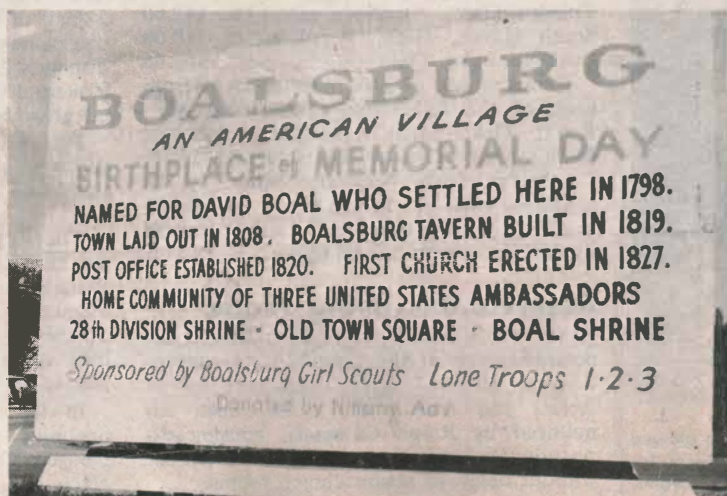 BOALSBURG
AN AMERICAN VILLAGE
BIRTHPLACE of MEMORIAL DAY
NAMED FOR DAVID BOAL WHO SETTLED HERE IN 1798.
TOWN LAID OUT IN 1808. BOALSBURG TAVERN BUILT IN 1819.
POST OFFICE ESTABLISHED 1820. FIRST CHURCH ERECTED IN 1827.
HOME COMMUNITY OF THREE UNITED STATES AMBASSADORS
28th DIVISION SHRINE - OLD TOWN SQUARE - BOAL SHRINE
Sponsored by Boalsburg Girl Scouts Lone Troops 1-2-3
Donated by Nittany Adv.